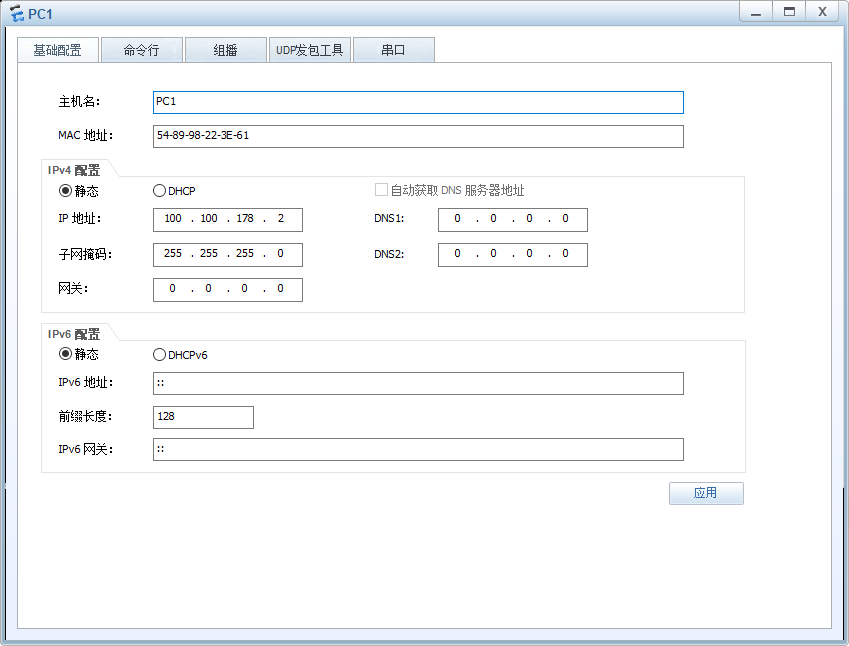 PC1
基础配置 命令行 组播 UDP发包工具 串口
主机名： PC1
MAC 地址： 54-89-98-22-3E-61
IPv4 配置
静态 DHCP 自动获取 DNS 服务器地址
IP 地址： 100 . 100 . 178 . 2 DNS1: 0 . 0 . 0 . 0
子网掩码： 255 . 255 . 255 . 0 DNS2: 0 . 0 . 0 . 0
网关： 0 . 0 . 0 . 0
IPv6 配置
静态 DHCPv6
IPv6 地址： ::
前缀长度： 128
IPv6 网关： ::
应用